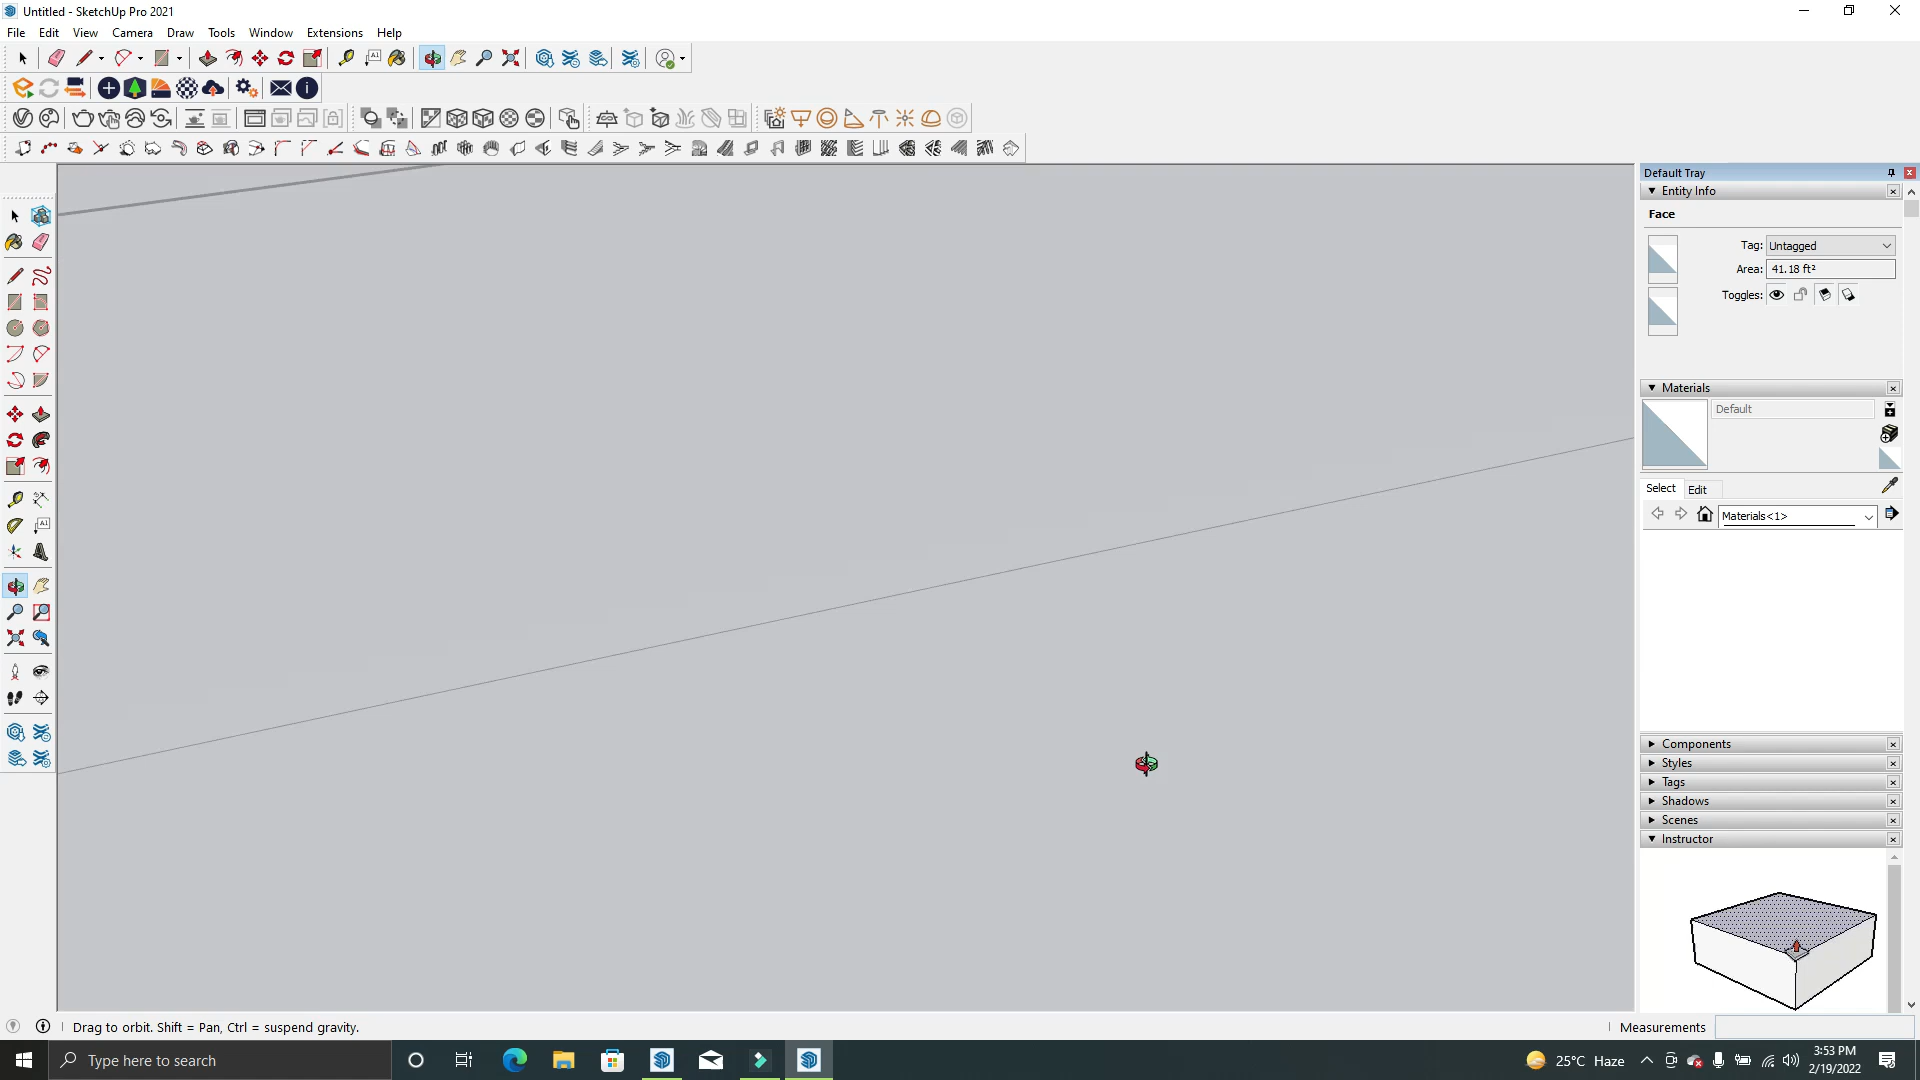 Untitled - SketchUp Pro 2021
File Edit View Camera Draw Tools Window Extensions Help
Default Tray
Entity Info
Face
Tag: Untagged
Area: 41.18 ft²
Toggles:
Materials
Default
Select Edit
Materials<1>
Components
Styles
Tags
Shadows
Scenes
Instructor
Drag to orbit. Shift = Pan, Ctrl = suspend gravity.
Measurements
Type here to search
25°C Haze
3:53 PM
2/19/2022